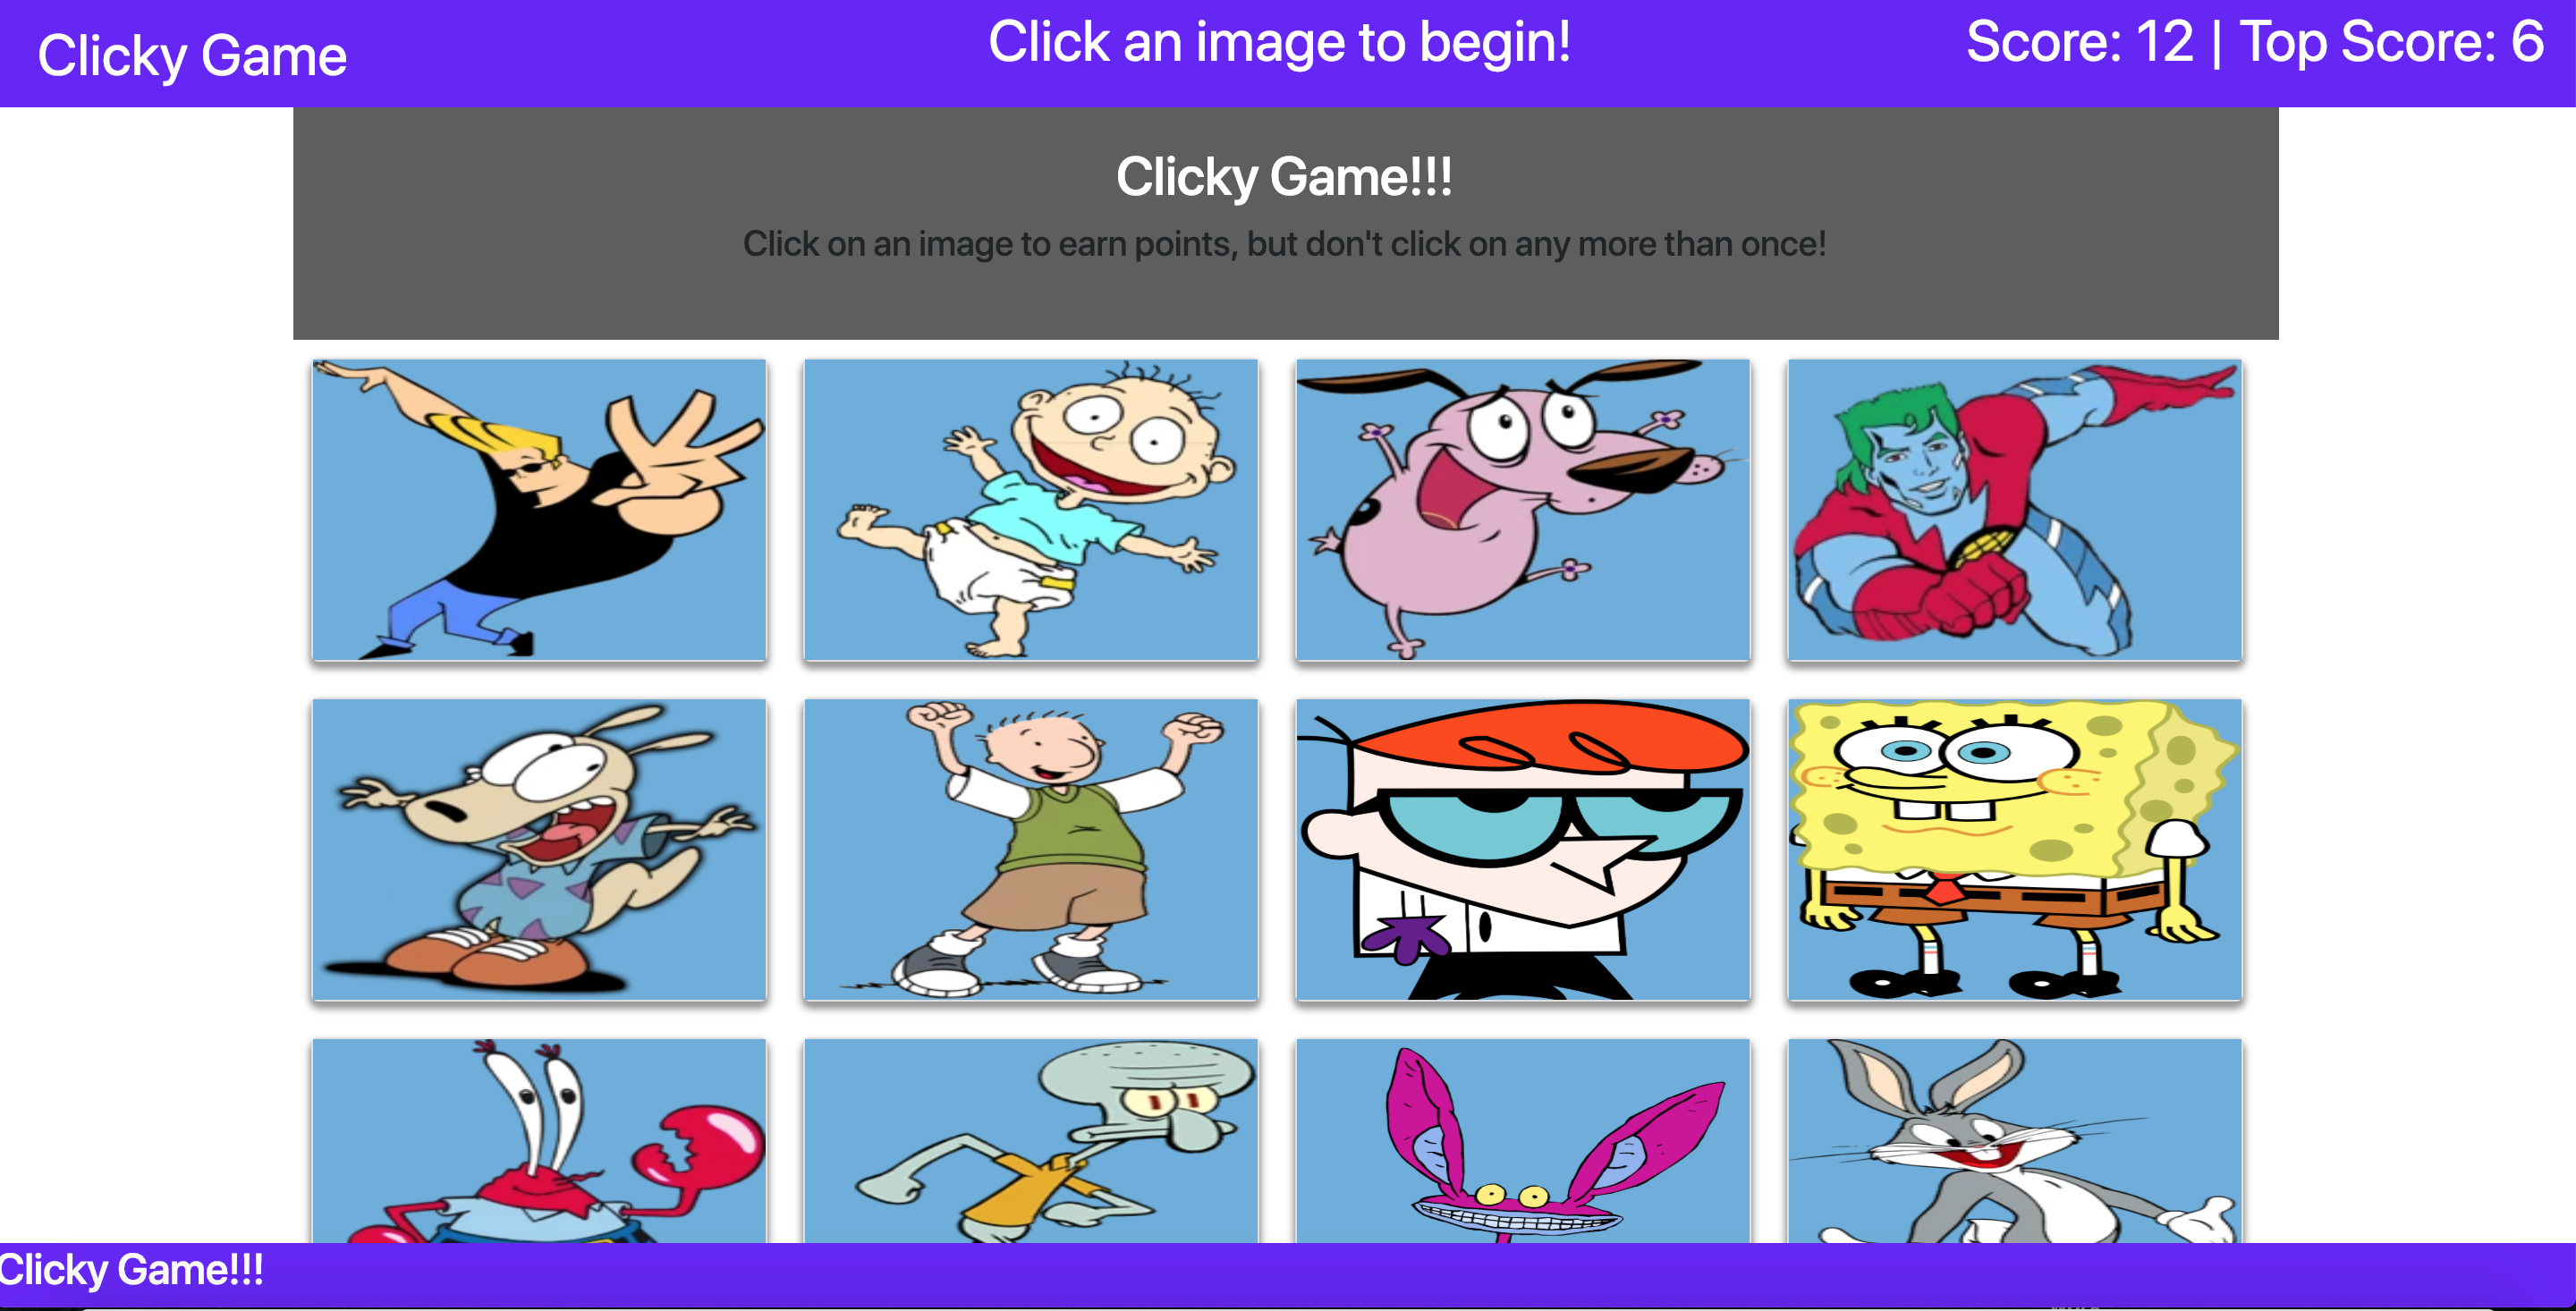 Clicky Game
Click an image to begin!
Score: 12 | Top Score: 6
Clicky Game!!!
Click on an image to earn points, but don't click on any more than once!
Clicky Game!!!